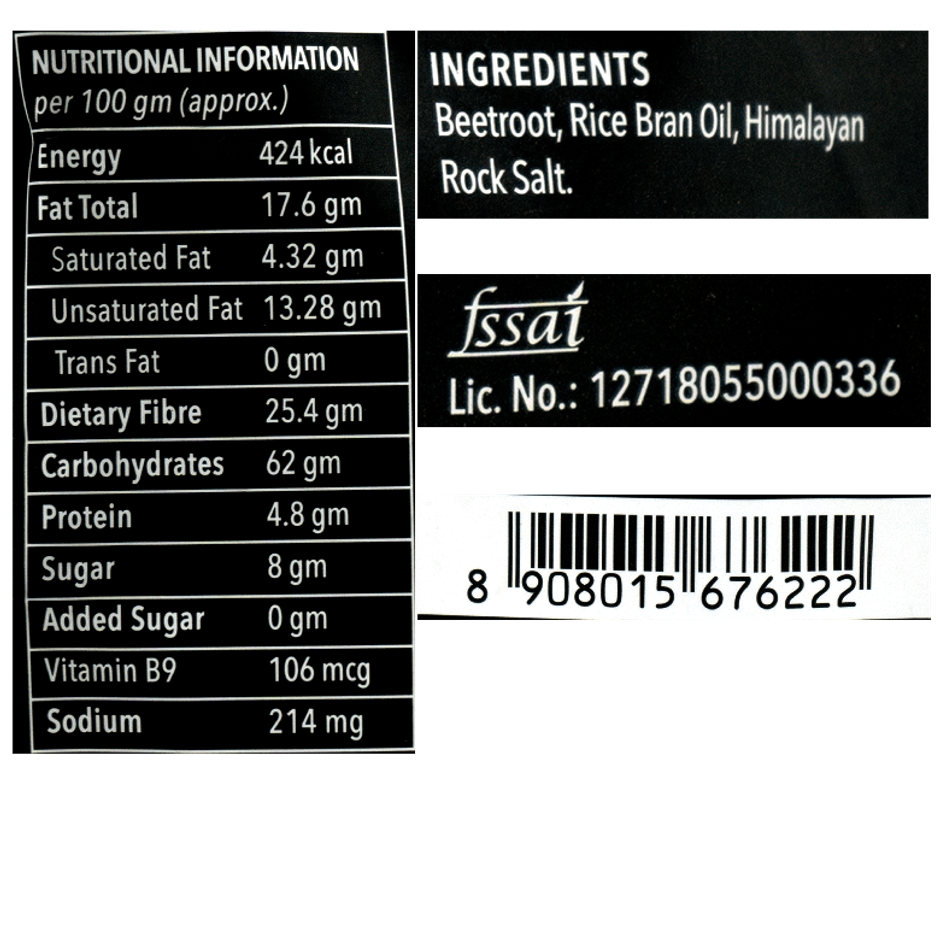 NUTRITIONAL INFORMATION
per 100 gm (approx.)
Energy 424 kcal
Fat Total 17.6 gm
Saturated Fat 4.32 gm
Unsaturated Fat 13.28 gm
Trans Fat 0 gm
Dietary Fibre 25.4 gm
Carbohydrates 62 gm
Protein 4.8 gm
Sugar 8 gm
Added Sugar 0 gm
Vitamin B9 106 mcg
Sodium 214 mg
INGREDIENTS
Beetroot, Rice Bran Oil, Himalayan
Rock Salt.
fssai
Lic. No.: 12718055000336
8 908015 676222